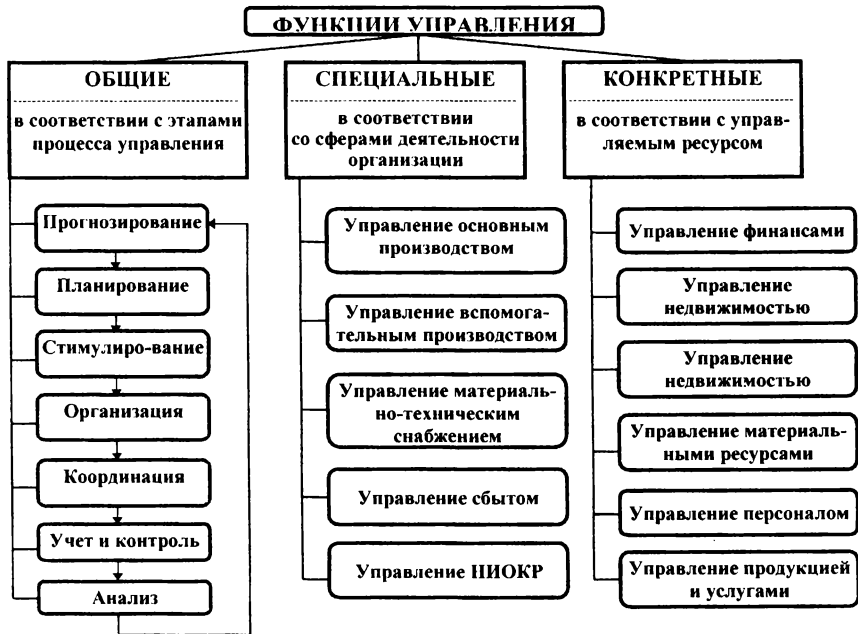 ФУНКЦИИ УПРАВЛЕНИЯ
ОБЩИЕ
в соответствии с этапами
процесса управления
Прогнозирование
Планирование
Стимулиро-вание
Организация
Координация
Учет и контроль
Анализ
СПЕЦИАЛЬНЫЕ
в соответствии
со сферами деятельности
организации
Управление основным
производством
Управление вспомога-
тельным производством
Управление материаль-
но-техническим
снабжением
Управление сбытом
Управление НИОКР
КОНКРЕТНЫЕ
в соответствии с управ-
ляемым ресурсом
Управление финансами
Управление
недвижимостью
Управление
недвижимостью
Управление материаль-
ными ресурсами
Управление персоналом
Управление продукцией
и услугами